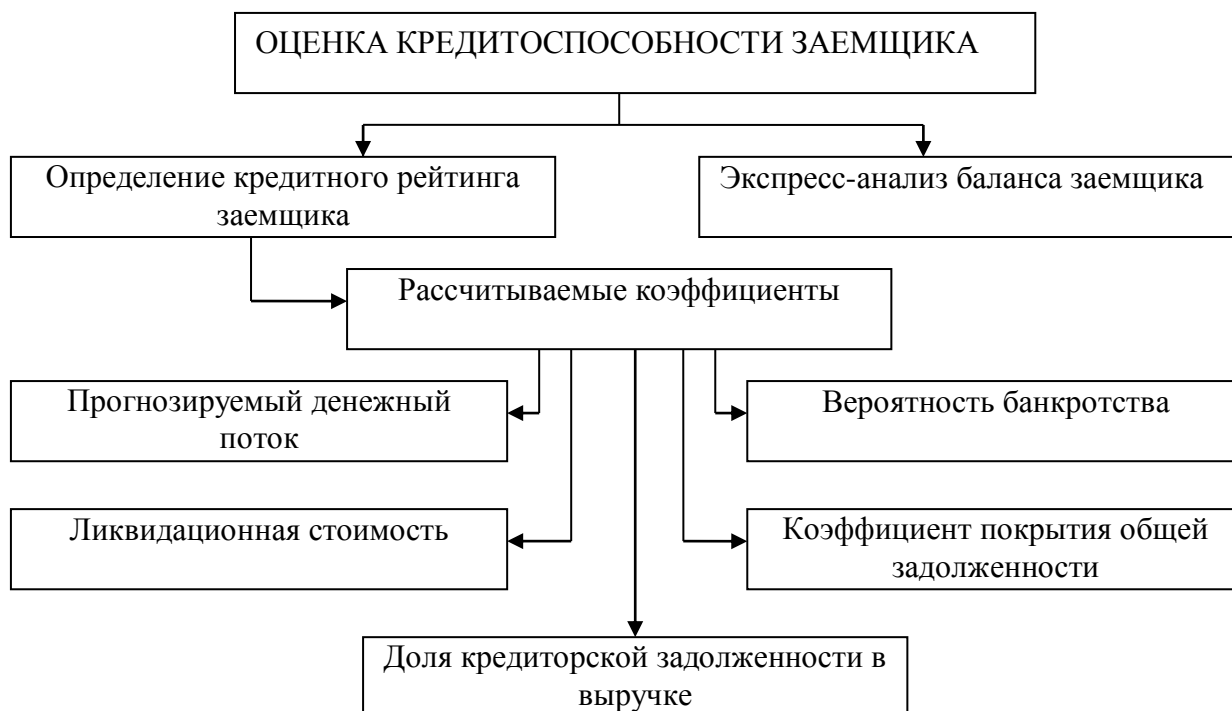 ОЦЕНКА КРЕДИТОСПОСОБНОСТИ ЗАЕМЩИКА
Определение кредитного рейтинга
заемщика
Экспресс-анализ баланса заемщика
Рассчитываемые коэффициенты
Прогнозируемый денежный
поток
Вероятность банкротства
Ликвидационная стоимость
Коэффициент покрытия общей
задолженности
Доля кредиторской задолженности в
выручке